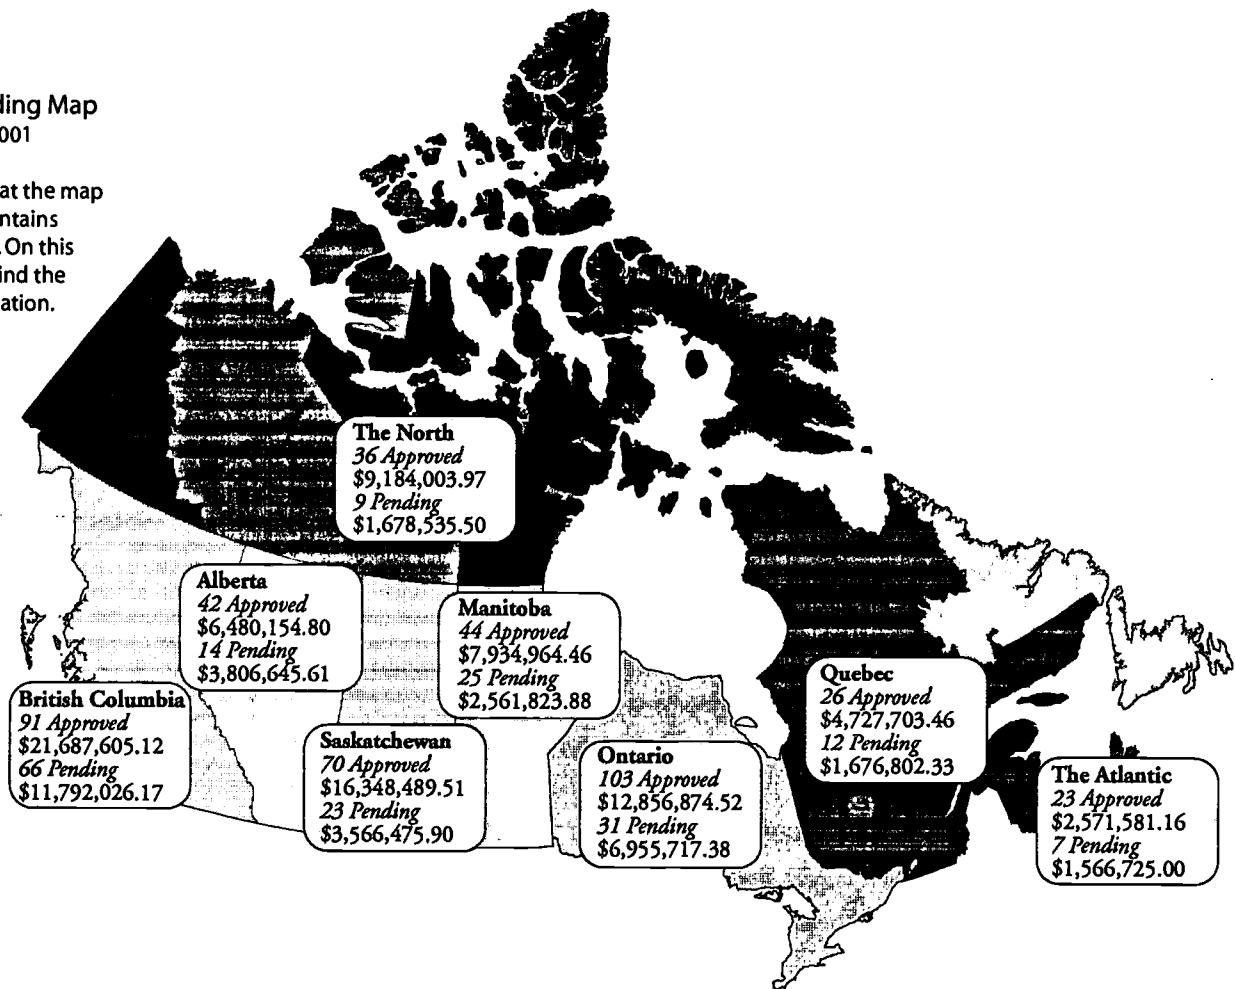 ding Map
001
at the map
ntains
. On this
ind the
ation.
The North
36 Approved
$9,184,003.97
9 Pending
$1,678,535.50
Alberta
42 Approved
$6,480,154.80
14 Pending
$3,806,645.61
Manitoba
44 Approved
$7,934,964.46
25 Pending
$2,561,823.88
British Columbia
91 Approved
$21,687,605.12
66 Pending
$11,792,026.17
Saskatchewan
70 Approved
$16,348,489.51
23 Pending
$3,566,475.90
Ontario
103 Approved
$12,856,874.52
31 Pending
$6,955,717.38
Quebec
26 Approved
$4,727,703.46
12 Pending
$1,676,802.33
The Atlantic
23 Approved
$2,571,581.16
7 Pending
$1,566,725.00